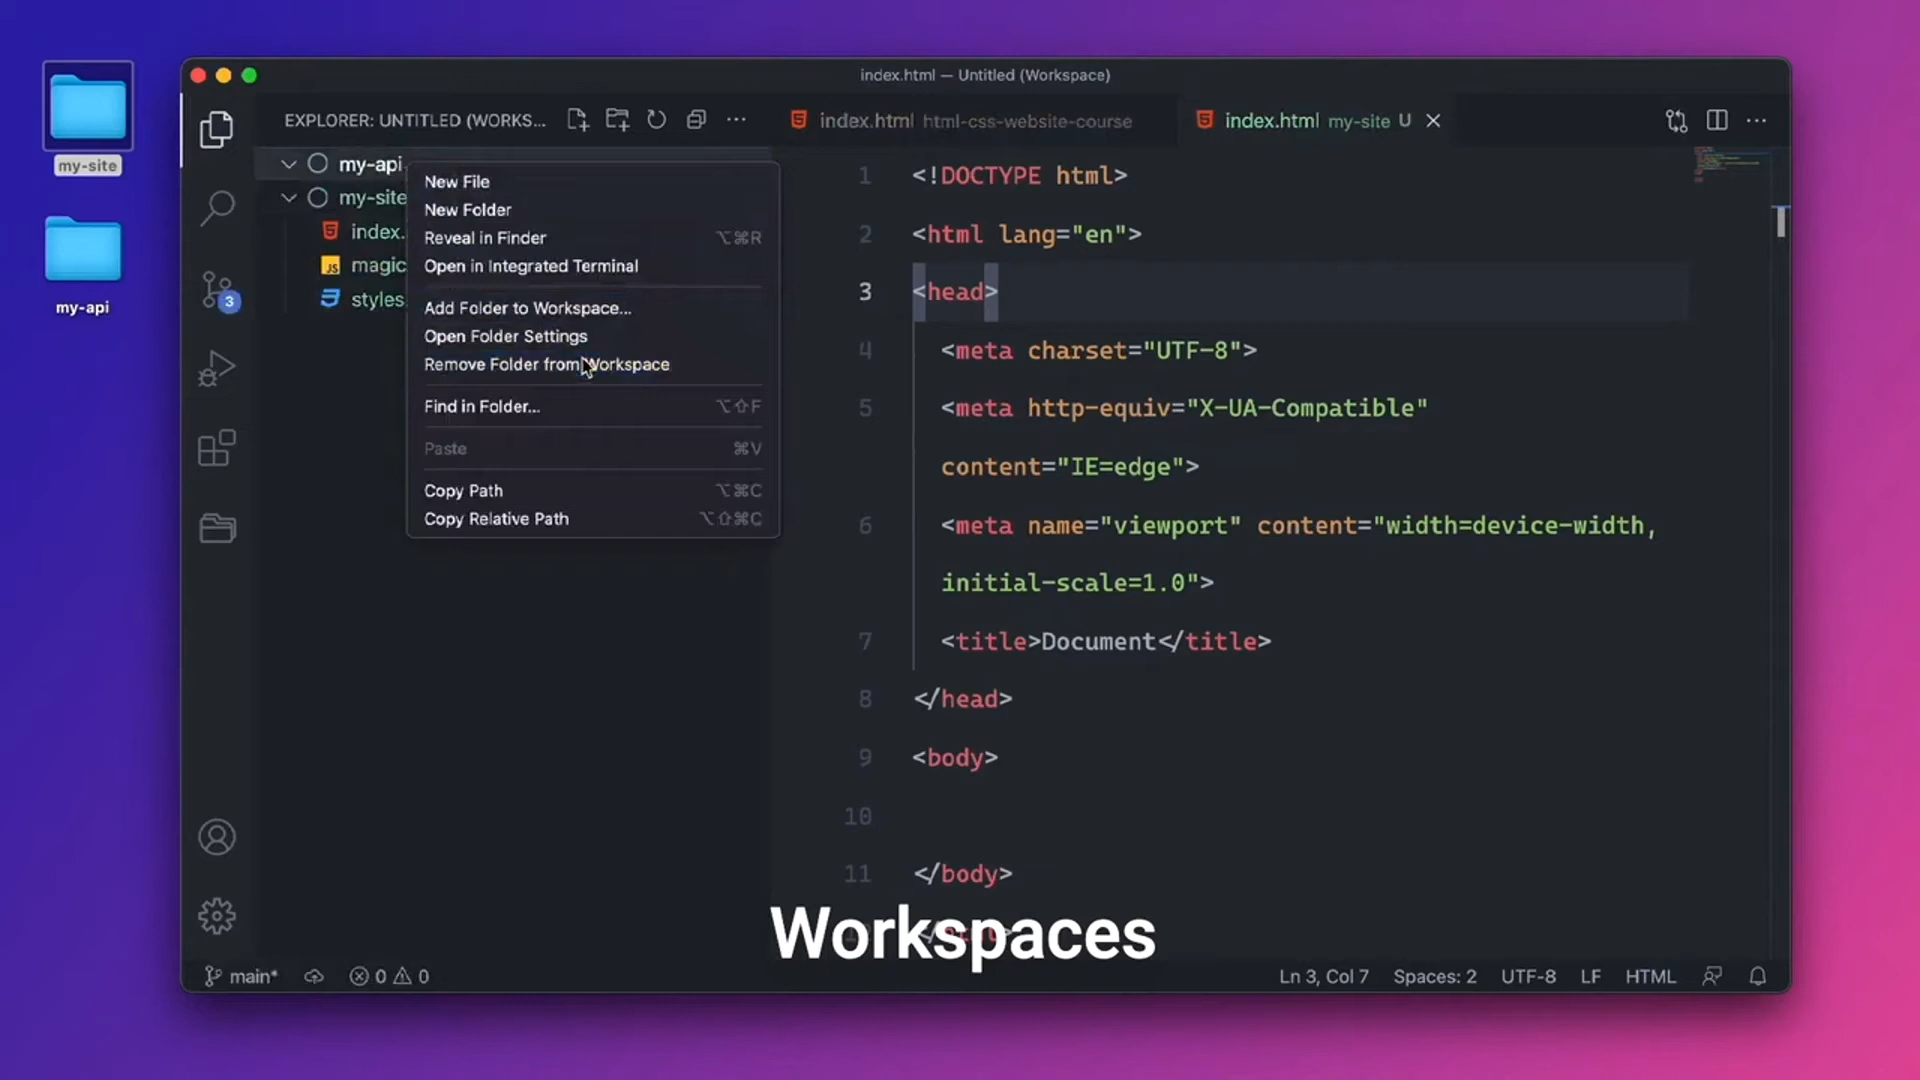 index.html — Untitled (Workspace)
my-site
my-api
EXPLORER: UNTITLED (WORKS...
my-api
my-site
index.
magic
styles
New File
New Folder
Reveal in Finder ⌥⌘R
Open in Integrated Terminal
Add Folder to Workspace...
Open Folder Settings
Remove Folder from Workspace
Find in Folder... ⌥⇧F
Paste ⌘V
Copy Path ⌥⌘C
Copy Relative Path ⌥⇧⌘C
3
index.html html-css-website-course
index.html my-site U
1 <!DOCTYPE html>
2 <html lang="en">
3 <head>
4 <meta charset="UTF-8">
5 <meta http-equiv="X-UA-Compatible"
content="IE=edge">
6 <meta name="viewport" content="width=device-width,
initial-scale=1.0">
7 <title>Document</title>
8 </head>
9 <body>
10
11 </body>
Workspaces
main* 0 0
Ln 3, Col 7 Spaces: 2 UTF-8 LF HTML